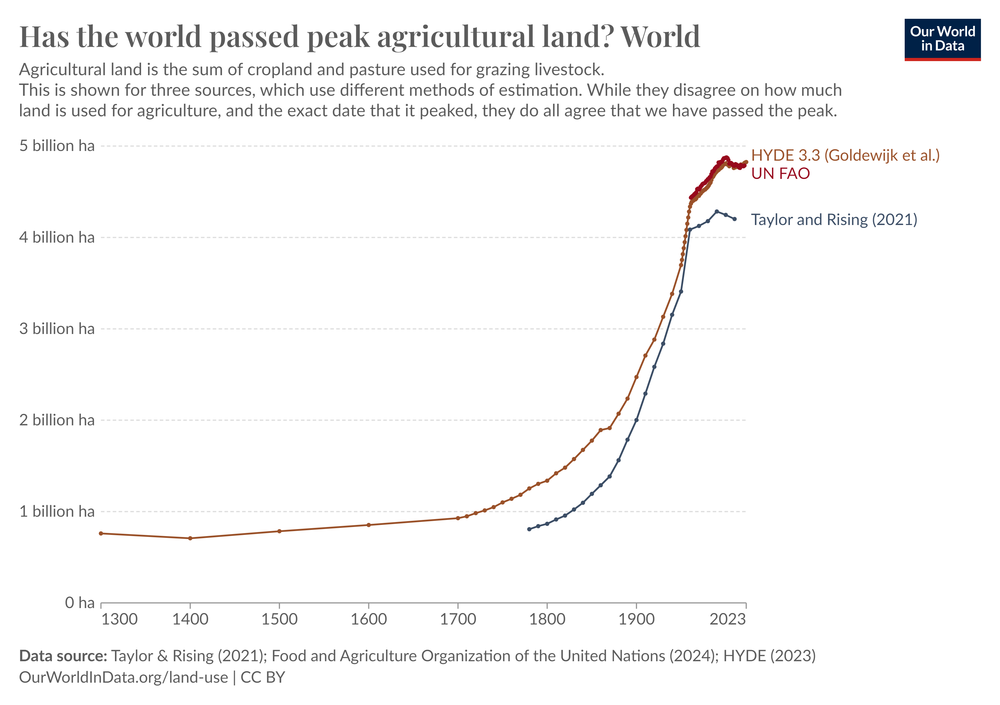 Has the world passed peak agricultural land? World
Our World
in Data
Agricultural land is the sum of cropland and pasture used for grazing livestock.
This is shown for three sources, which use different methods of estimation. While they disagree on how much
land is used for agriculture, and the exact date that it peaked, they do all agree that we have passed the peak.
5 billion ha
HYDE 3.3 (Goldewijk et al.)
UN FAO
Taylor and Rising (2021)
4 billion ha
3 billion ha
2 billion ha
1 billion ha
0 ha
1300 1400 1500 1600 1700 1800 1900 2023
Data source: Taylor & Rising (2021); Food and Agriculture Organization of the United Nations (2024); HYDE (2023)
OurWorldInData.org/land-use | CC BY